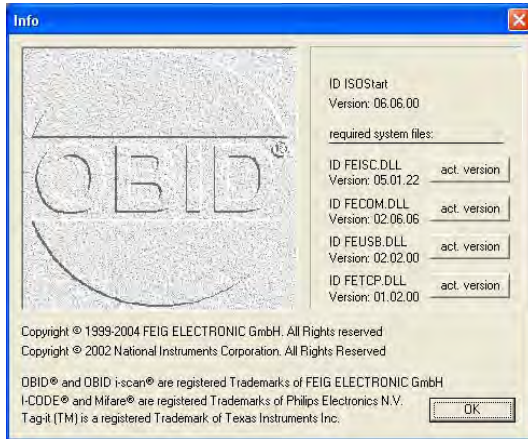 Info
OBID®
ID ISOStart
Version: 06.06.00
required system files:
ID FEISC.DLL
Version: 05.01.22
act. version
ID FECOM.DLL
Version: 02.06.06
act. version
ID FEUSB.DLL
Version: 02.02.00
act. version
ID FETCP.DLL
Version: 01.02.00
act. version
Copyright © 1999-2004 FEIG ELECTRONIC GmbH. All Rights reserved
Copyright © 2002 National Instruments Corporation. All Rights Reserved
OBID® and OBID i-scan® are registered Trademarks of FEIG ELECTRONIC GmbH
I-CODE® and Mifare® are registered Trademarks of Philips Electronics N.V.
Tag-it (TM) is a registered Trademark of Texas Instruments Inc.
OK